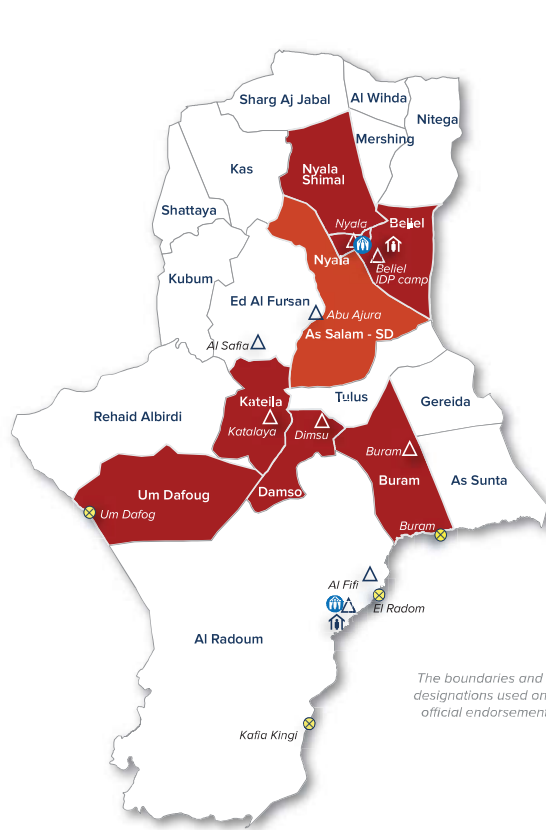 Sharg Aj Jabal
Al Wihda
Nitega
Mershing
Kas
Nyala
Shimal
Shattaya
Nyala
Beliel
Nyala
Beliel
IDP camp
Kubum
Ed Al Fursan
Abu Ajura
As Salam - SD
Al Safia
Tulus
Gereida
Kateila
Rehaid Albirdi
Katalaya
Dimsu
Buram
Buram
As Sunta
Um Dafoug
Damso
Um Dafog
Buram
Al Fifi
El Radom
Al Radoum
The boundaries and
designations used on
official endorsement
Kafia Kingi